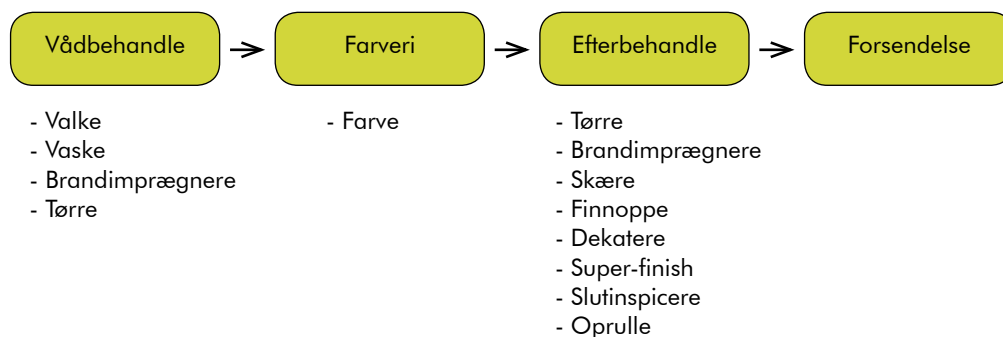 Vådbehandle
Farveri
Efterbehandle
Forsendelse
- Valke
- Vaske
- Brandimprægnere
- Tørre
- Farve
- Tørre
- Brandimprægnere
- Skære
- Finnoppe
- Dekatere
- Super-finish
- Slutinspicere
- Oprulle